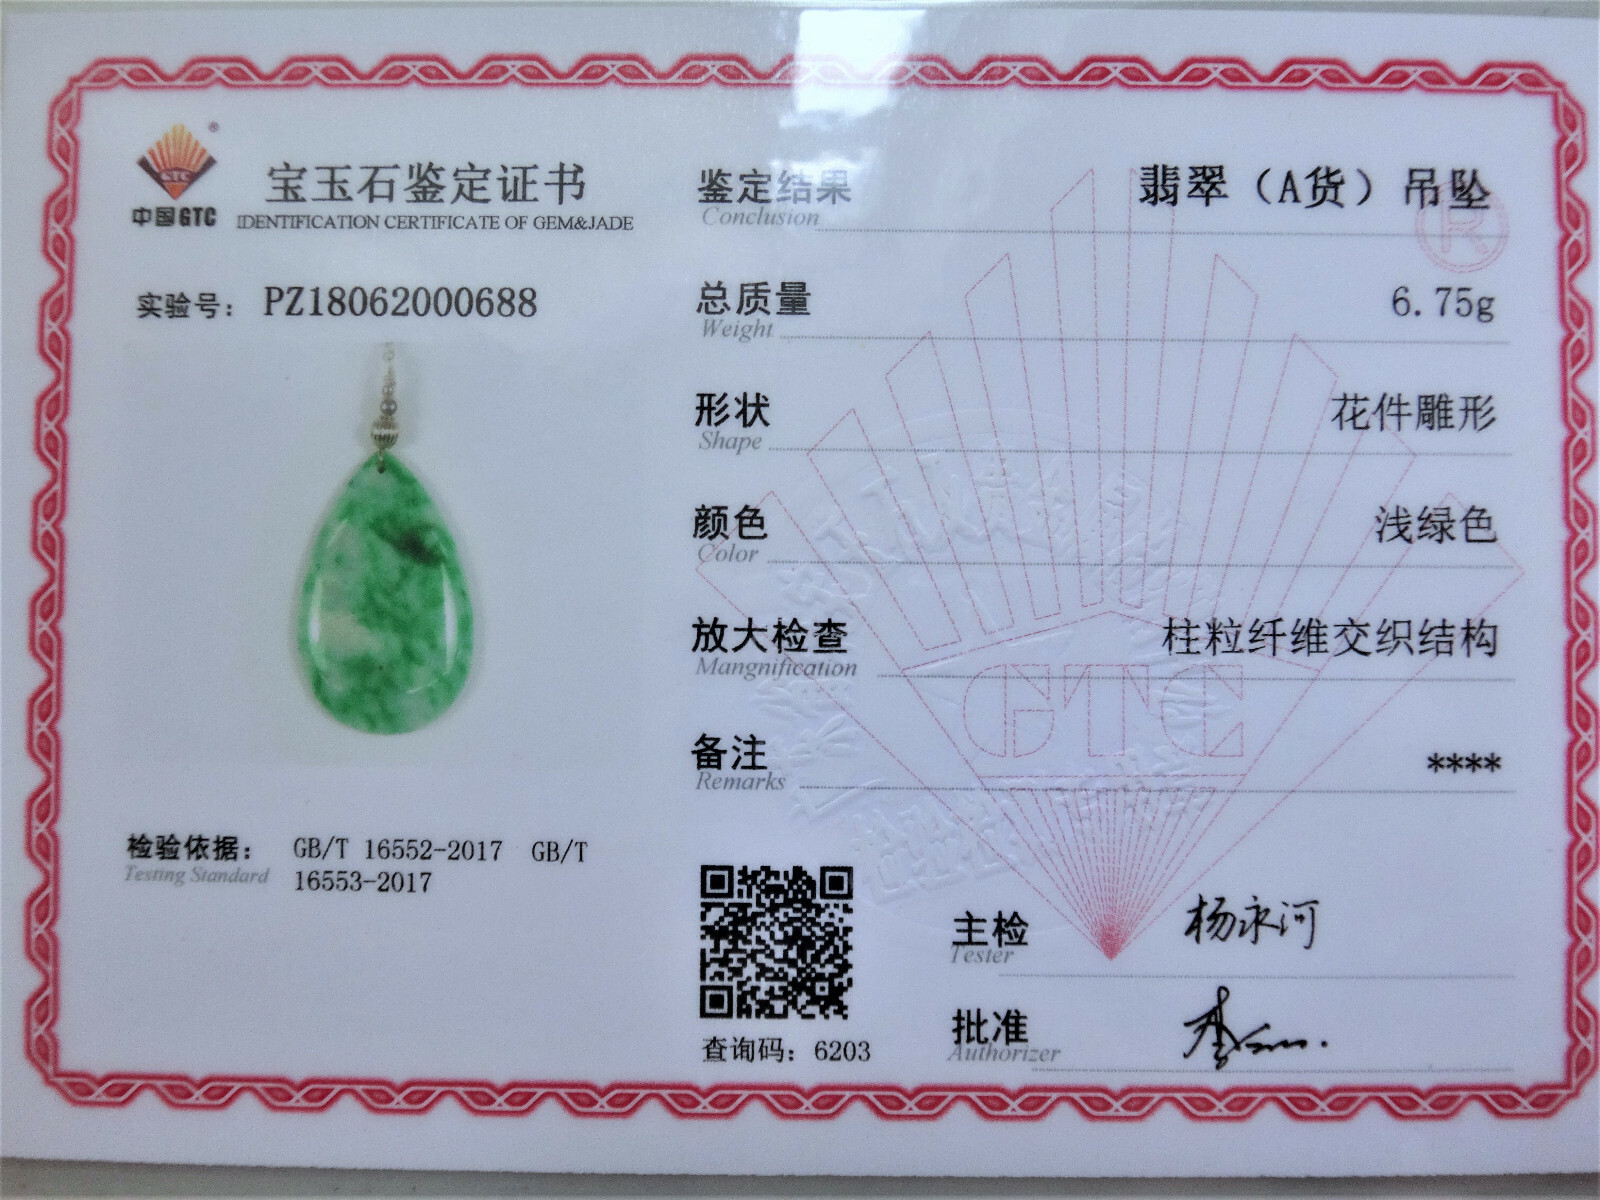 宝玉石鉴定证书
中国GTC IDENTIFICATION CERTIFICATE OF GEM&JADE
实验号: PZ18062000688
检验依据: GB/T 16552-2017 GB/T
Testing Standard 16553-2017
鉴定结果 翡翠（A货）吊坠
Conclusion
总质量 6.75g
Weight
形状 花件雕形
Shape
颜色 浅绿色
Color
放大检查 柱粒纤维交织结构
Mangnification
备注 ****
Remarks
GTC
主检 杨永河
Tester
批准
Authorizer
查询码: 6203